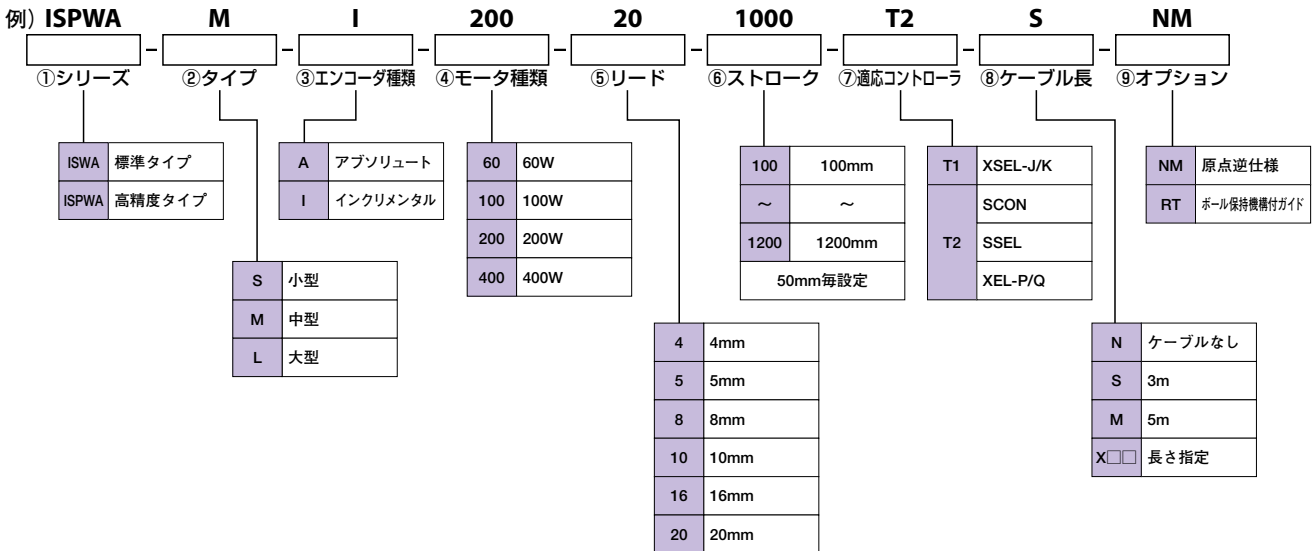 例) ISPWA M I 200 20 1000 T2 S NM
- - - - - - - -
①シリーズ ②タイプ ③エンコーダ種類 ④モータ種類 ⑤リード ⑥ストローク ⑦適応コントローラ ⑧ケーブル長 ⑨オプション
ISWA 標準タイプ
ISPWA 高精度タイプ
S 小型
M 中型
L 大型
A アブソリュート
I インクリメンタル
60 60W
100 100W
200 200W
400 400W
4 4mm
5 5mm
8 8mm
10 10mm
16 16mm
20 20mm
100 100mm
～ ～
1200 1200mm
50mm毎設定
T1 XSEL-J/K
T2 SCON
SSEL
XEL-P/Q
N ケーブルなし
S 3m
M 5m
X□□ 長さ指定
NM 原点逆仕様
RT ボール保持機構付ガイド